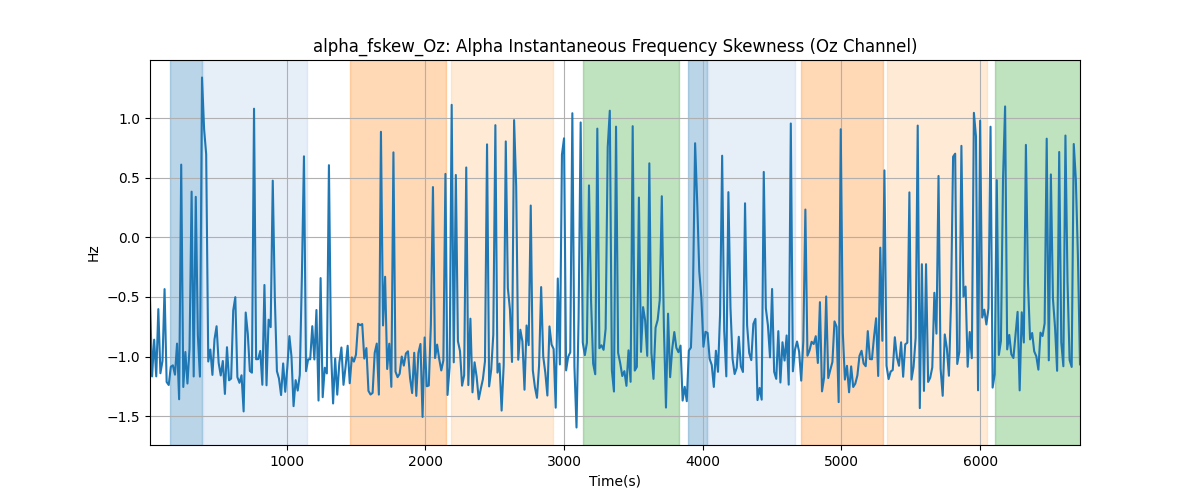 alpha_fskew_Oz: Alpha Instantaneous Frequency Skewness (Oz Channel)
Hz
1.0
0.5
0.0
−0.5
−1.0
−1.5
1000 2000 3000 4000 5000 6000
Time(s)